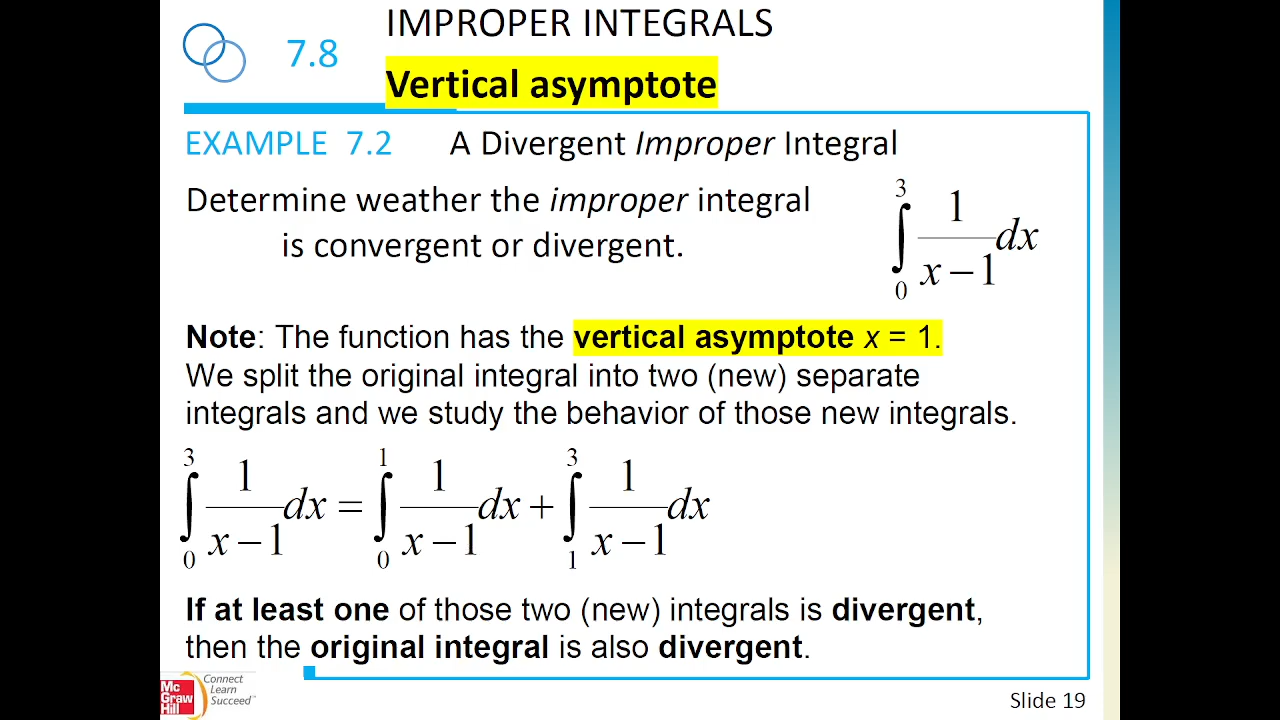 7.8
IMPROPER INTEGRALS
Vertical asymptote
EXAMPLE 7.2 A Divergent Improper Integral
Determine weather the improper integral
is convergent or divergent.
∫₀³ 1/(x − 1) dx
Note: The function has the vertical asymptote x = 1.
We split the original integral into two (new) separate
integrals and we study the behavior of those new integrals.
∫₀³ 1/(x − 1) dx = ∫₀¹ 1/(x − 1) dx + ∫₁³ 1/(x − 1) dx
If at least one of those two (new) integrals is divergent,
then the original integral is also divergent.
Mc
Graw
Hill
Connect
Learn
Succeed™
Slide 19